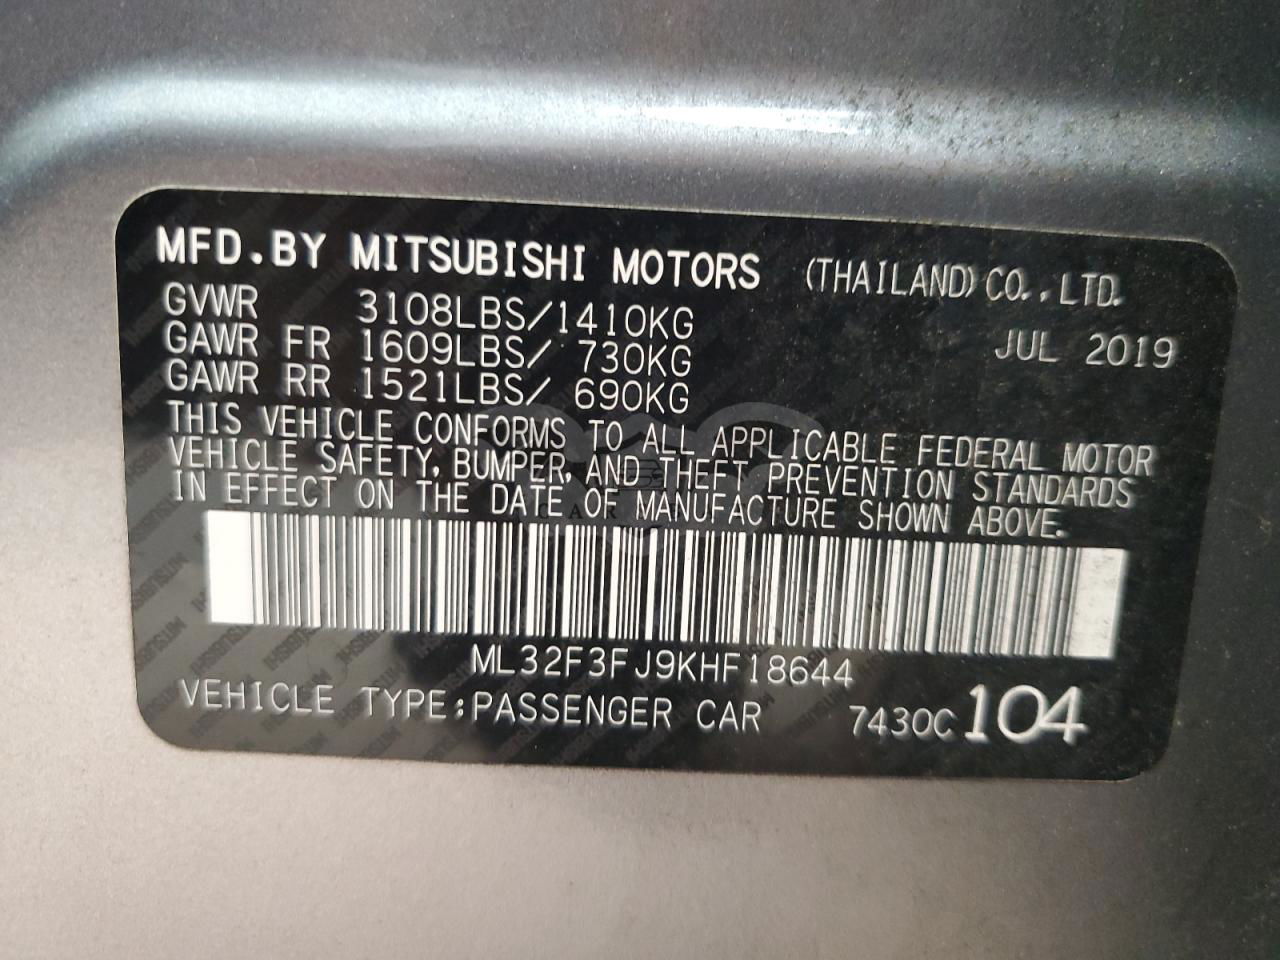 MFD.BY MITSUBISHI MOTORS (THAILAND) CO.,LTD.
GVWR 3108LBS/1410KG JUL 2019
GAWR FR 1609LBS/ 730KG
GAWR RR 1521LBS/ 690KG
THIS VEHICLE CONFORMS TO ALL APPLICABLE FEDERAL MOTOR
VEHICLE SAFETY, BUMPER, AND THEFT PREVENTION STANDARDS
IN EFFECT ON THE DATE OF MANUFACTURE SHOWN ABOVE.
ML32F3FJ9KHF18644
VEHICLE TYPE:PASSENGER CAR 7430C 104